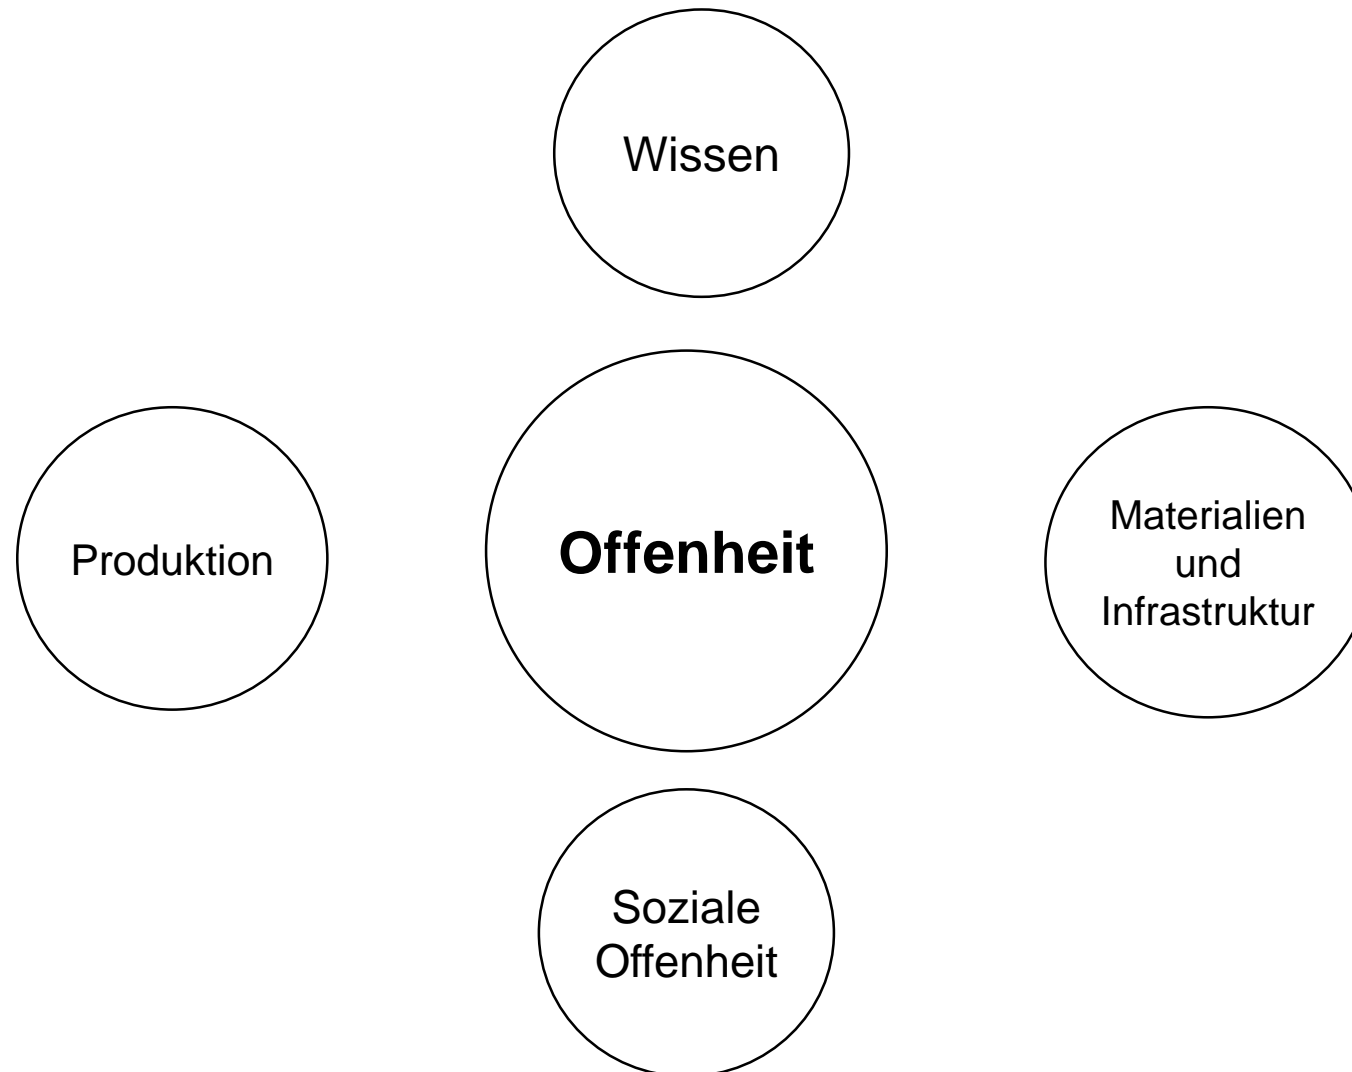 Wissen
Produktion
Offenheit
Materialien
und
Infrastruktur
Soziale
Offenheit